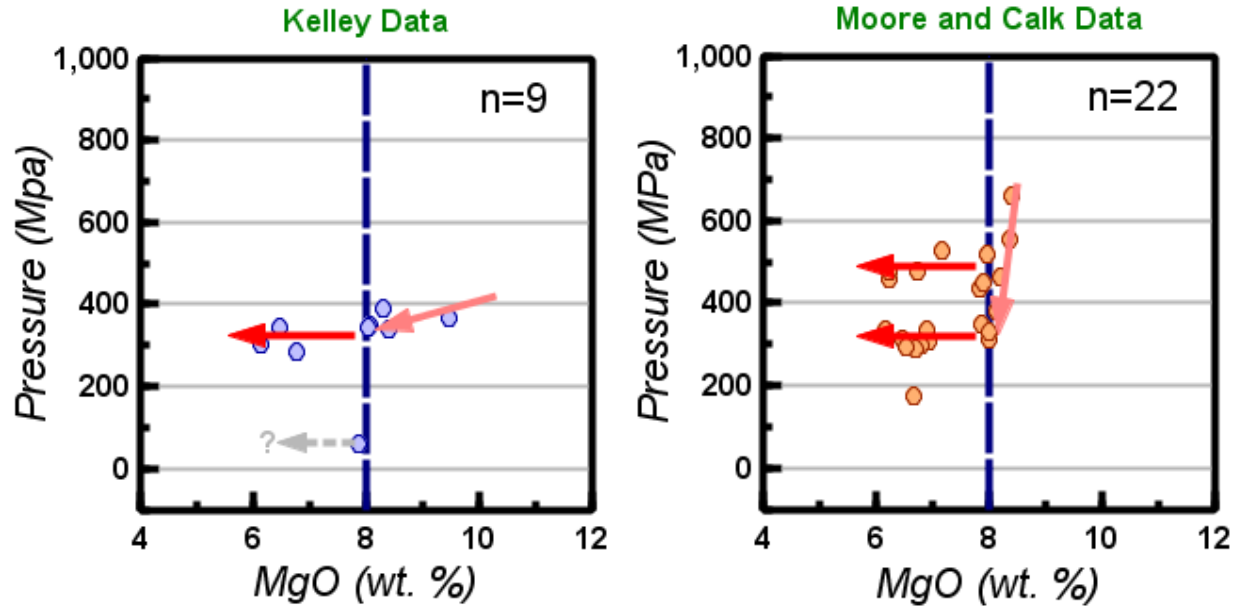 Kelley Data
1,000
800
600
400
200
0
Pressure (Mpa)
n=9
?
4 6 8 10 12
MgO (wt. %)
Moore and Calk Data
1,000
800
600
400
200
0
Pressure (MPa)
n=22
4 6 8 10 12
MgO (wt. %)